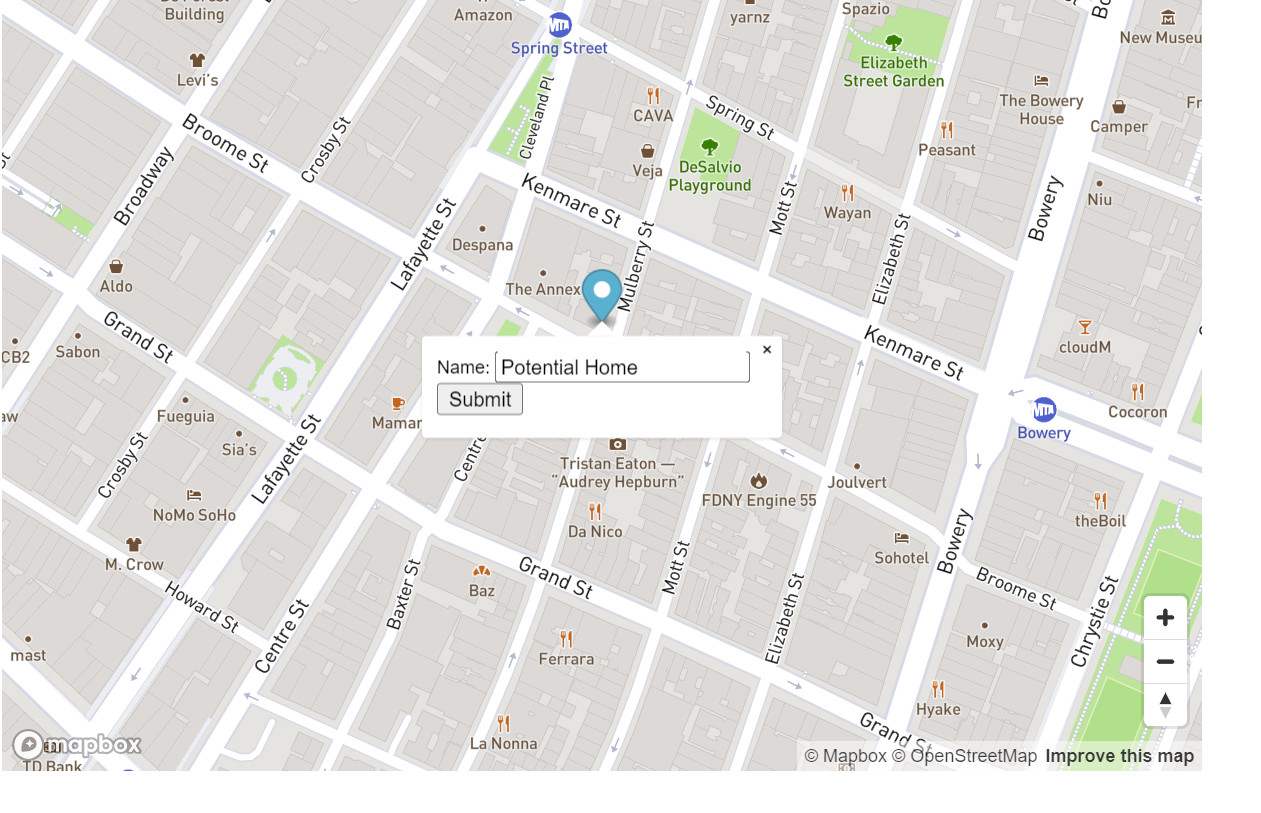 Building
Amazon
yarnz
Spazio
Bowery
New Museu
Spring Street
Elizabeth
Street Garden
Levi's
Cleveland Pl
CAVA
Spring St
The Bowery
House
Camper
Fr
Broome St
Crosby St
Broadway
Veja
DeSalvio
Playground
Peasant
Kenmare St
Mott St
Wayan
Niu
Bowery
Lafayette St
Despana
Mulberry St
Elizabeth St
Aldo
The Annex
Grand St
CB2
Sabon
Kenmare St
cloudM
×
Name: Potential Home
Submit
Fueguia
Mamar
Cocoron
Bowery
aw
Sia's
Crosby St
Lafayette St
Centre
Tristan Eaton —
“Audrey Hepburn”
FDNY Engine 55
Joulvert
NoMo SoHo
Da Nico
theBoil
M. Crow
Sohotel
Bowery
Howard St
Baz
Grand St
Mott St
Broome St
Baxter St
Centre St
Elizabeth St
Chrystie St
mast
Ferrara
Moxy
Hyake
La Nonna
Grand St
mapbox
TD Bank
© Mapbox © OpenStreetMap Improve this map